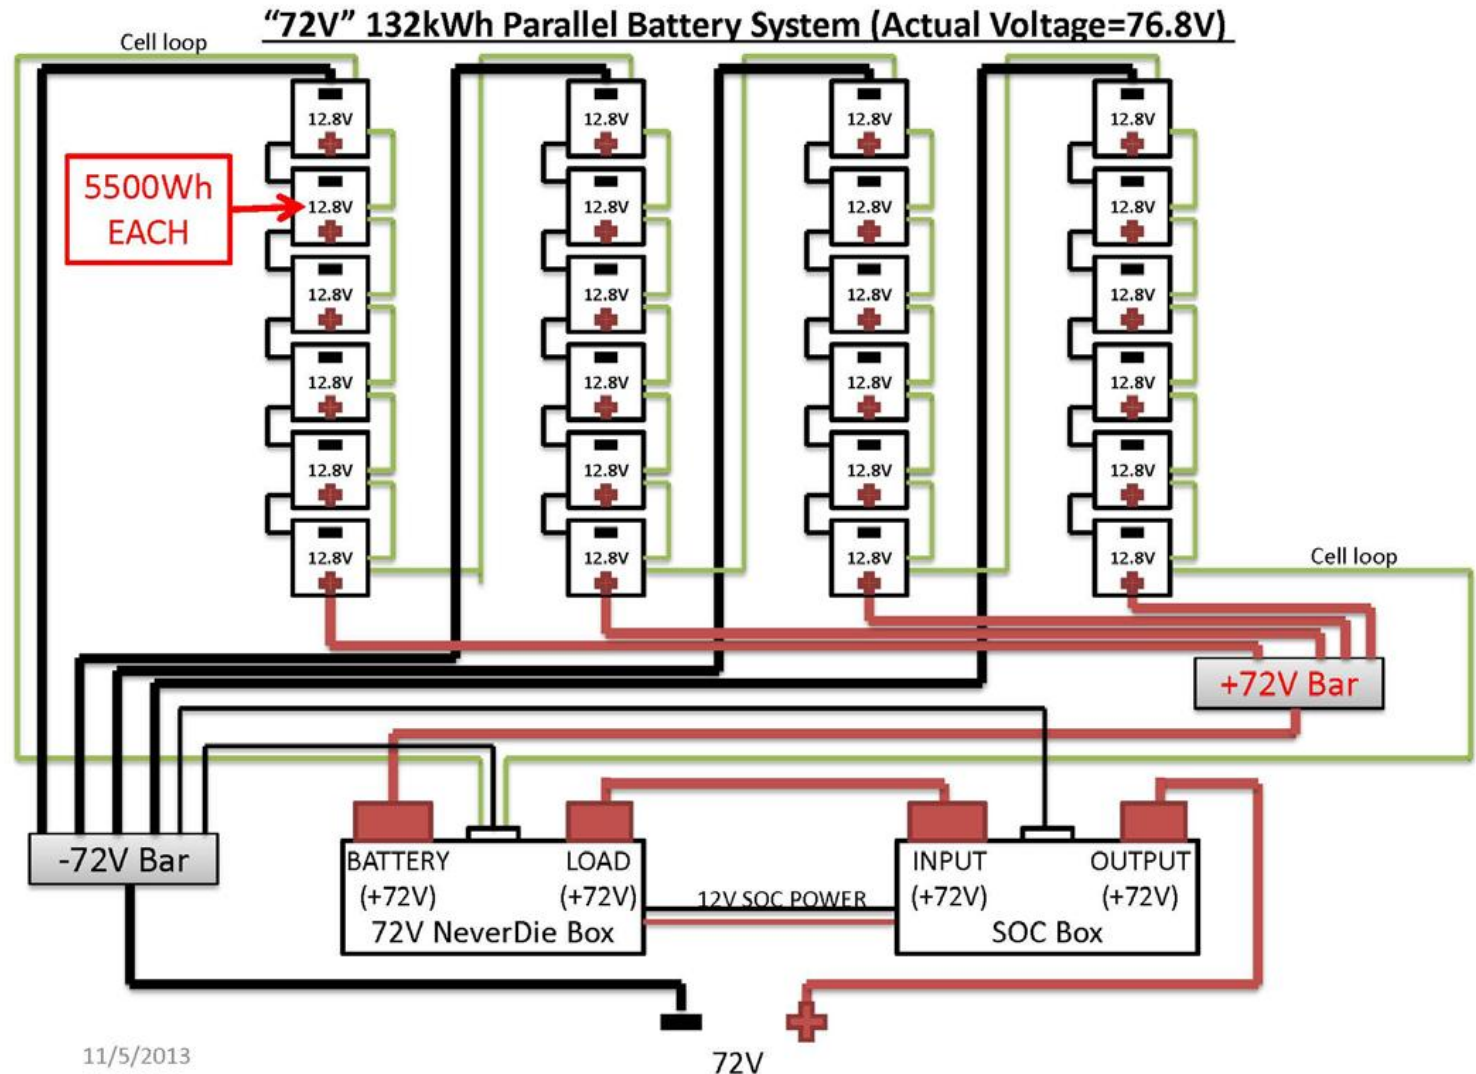 “72V” 132kWh Parallel Battery System (Actual Voltage=76.8V)
Cell loop
12.8V 12.8V 12.8V 12.8V
5500Wh
EACH
12.8V 12.8V 12.8V 12.8V
12.8V 12.8V 12.8V 12.8V
12.8V 12.8V 12.8V 12.8V
12.8V 12.8V 12.8V 12.8V
12.8V 12.8V 12.8V 12.8V
Cell loop
+72V Bar
-72V Bar
BATTERY LOAD
(+72V) (+72V)
72V NeverDie Box
12V SOC POWER
INPUT OUTPUT
(+72V) (+72V)
SOC Box
11/5/2013
72V